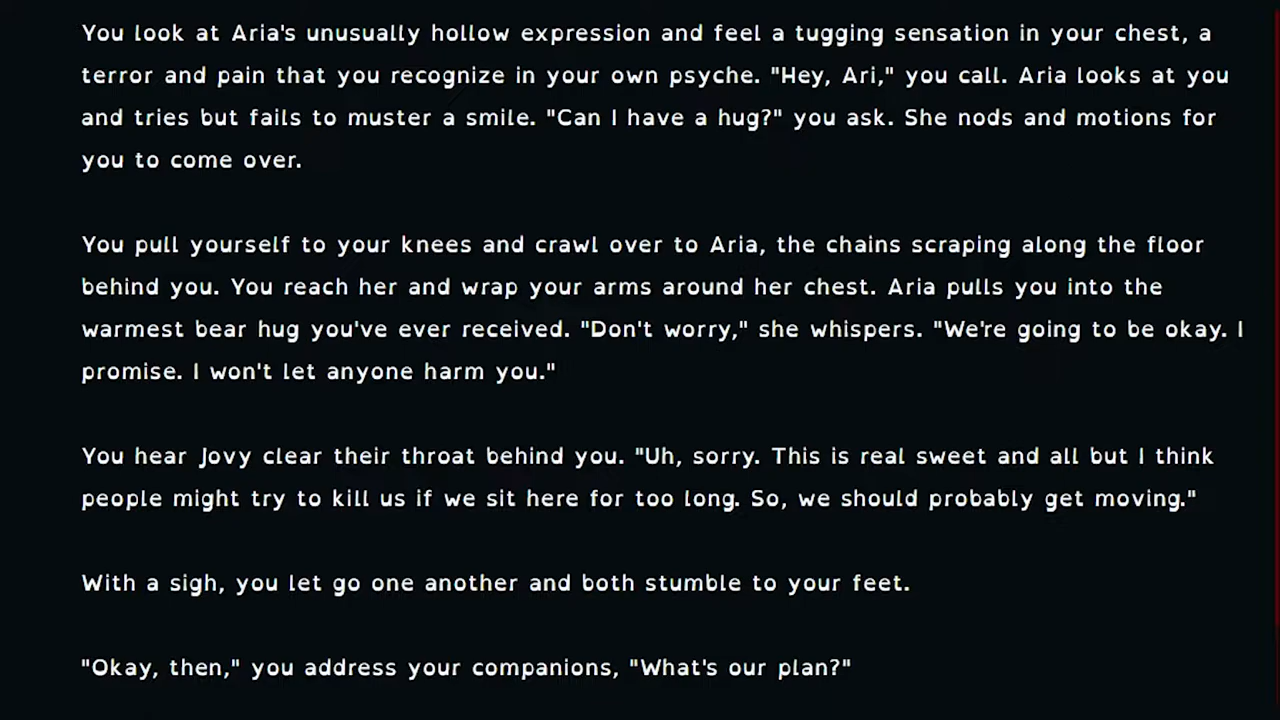 You look at Aria's unusually hollow expression and feel a tugging sensation in your chest, a
terror and pain that you recognize in your own psyche. "Hey, Ari," you call. Aria looks at you
and tries but fails to muster a smile. "Can I have a hug?" you ask. She nods and motions for
you to come over.
You pull yourself to your knees and crawl over to Aria, the chains scraping along the floor
behind you. You reach her and wrap your arms around her chest. Aria pulls you into the
warmest bear hug you've ever received. "Don't worry," she whispers. "We're going to be okay. I
promise. I won't let anyone harm you."
You hear Jovy clear their throat behind you. "Uh, sorry. This is real sweet and all but I think
people might try to kill us if we sit here for too long. So, we should probably get moving."
With a sigh, you let go one another and both stumble to your feet.
"Okay, then," you address your companions, "What's our plan?"